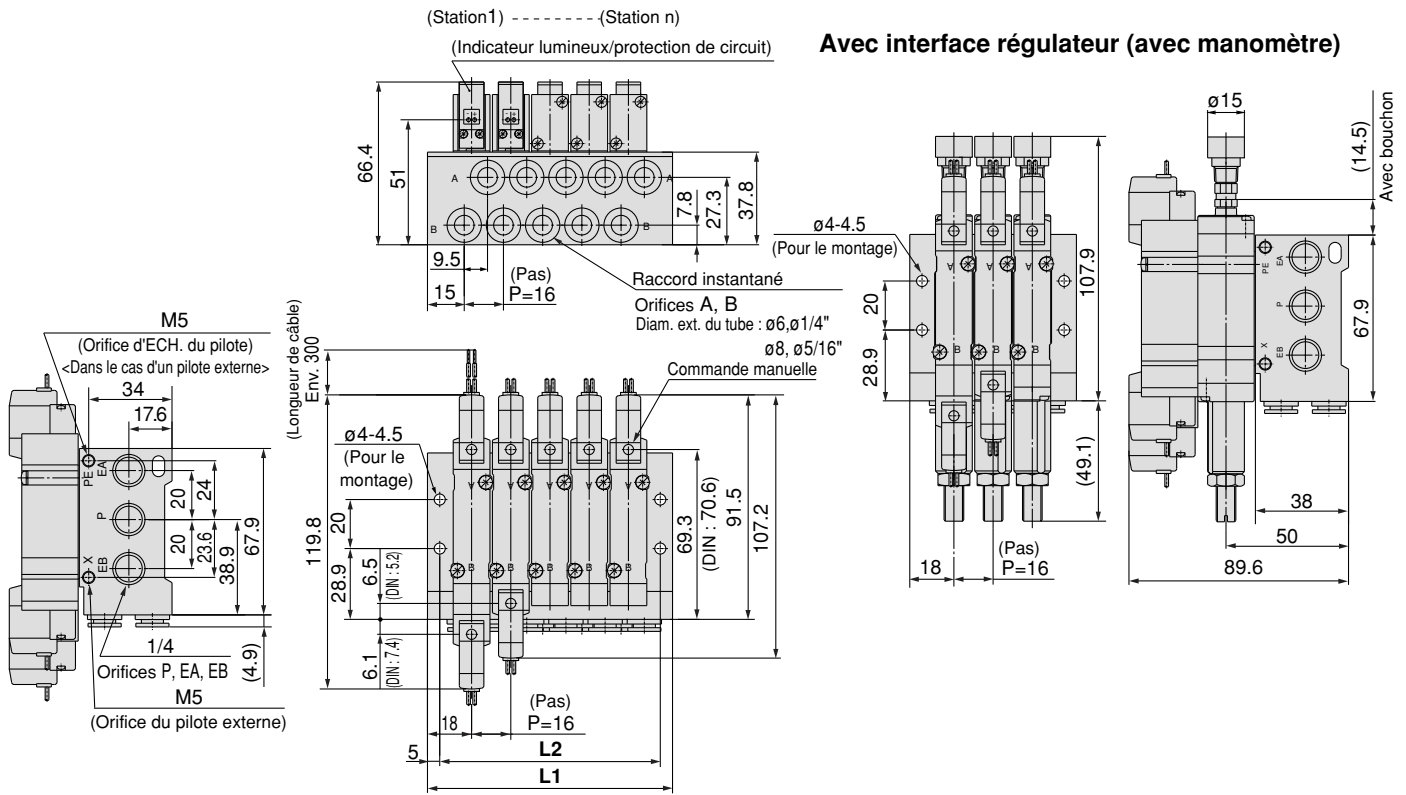 (Station1) ---------(Station n)
(Indicateur lumineux/protection de circuit)
Avec interface régulateur (avec manomètre)
66.4
51
A
A
B
B
7.8
27.3
37.8
9.5
15
(Pas)
P=16
Raccord instantané
Orifices A, B
Diam. ext. du tube : ø6,ø1/4"
ø8, ø5/16"
Commande manuelle
M5
(Orifice d'ECH. du pilote)
<Dans le cas d'un pilote externe>
34
17.6
PE
EA
P
X
EB
20
20
24
23.6
38.9
67.9
(4.9)
1/4
Orifices P, EA, EB
M5
(Orifice du pilote externe)
(Longueur de câble)
Env. 300
ø4-4.5
(Pour le
montage)
119.8
20
28.9
6.5
(DIN : 5.2)
6.1
(DIN : 7.4)
A
A
A
A
A
B
B
B
B
B
69.3
(DIN : 70.6)
91.5
107.2
18
(Pas)
P=16
5
L2
L1
ø4-4.5
(Pour le montage)
20
28.9
A
A
A
B
B
B
107.9
(49.1)
18
(Pas)
P=16
ø15
(14.5)
Avec bouchon
PE
EA
P
X
EB
67.9
38
50
89.6